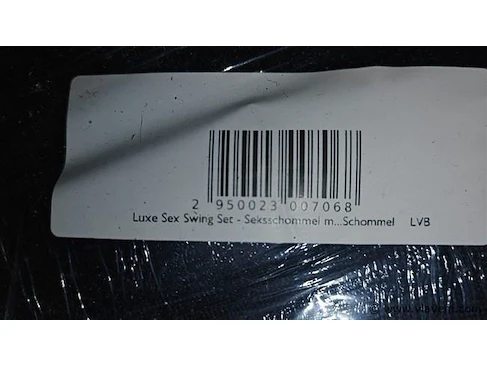 2 950023 007068
Luxe Sex Swing Set - Seksschommel m...Schommel LVB